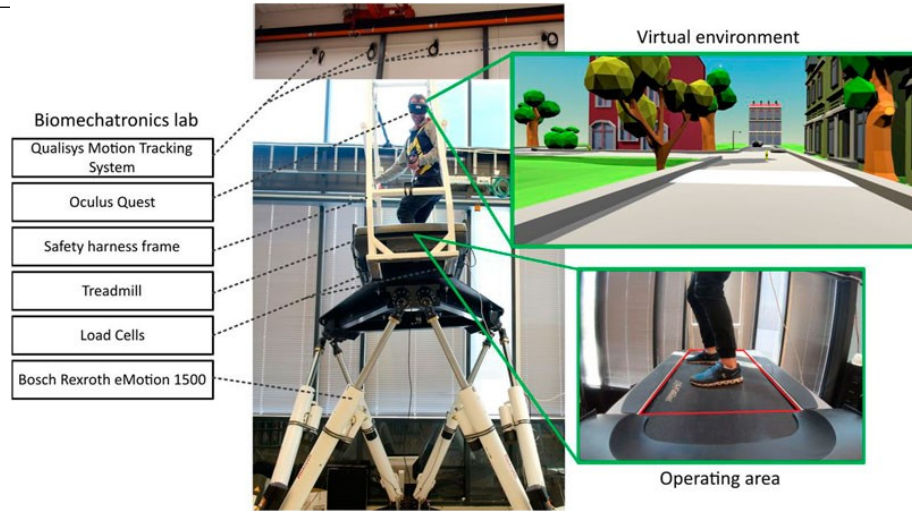 Virtual environment
Biomechatronics lab
Qualisys Motion Tracking
System
Oculus Quest
Safety harness frame
Treadmill
Load Cells
Bosch Rexroth eMotion 1500
Operating area